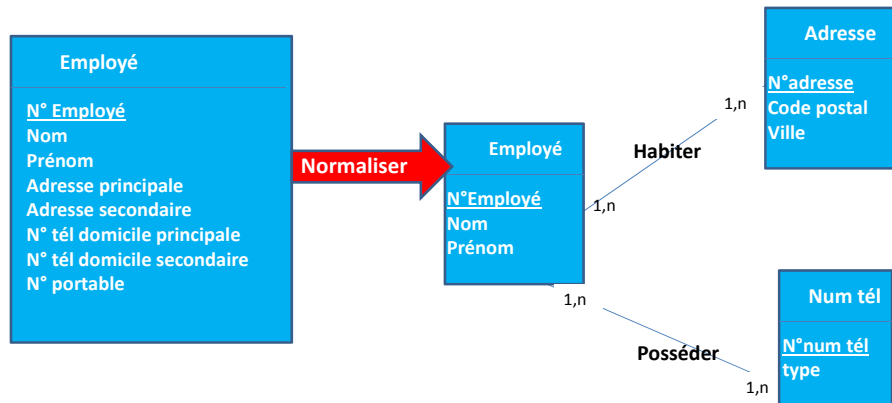 Employé
N° Employé
Nom
Prénom
Adresse principale
Adresse secondaire
N° tél domicile principale
N° tél domicile secondaire
N° portable
Normaliser
Employé
N°Employé
Nom
Prénom
1,n
Habiter
1,n
Adresse
N°adresse
Code postal
Ville
1,n
Posséder
1,n
Num tél
N°num tél
type